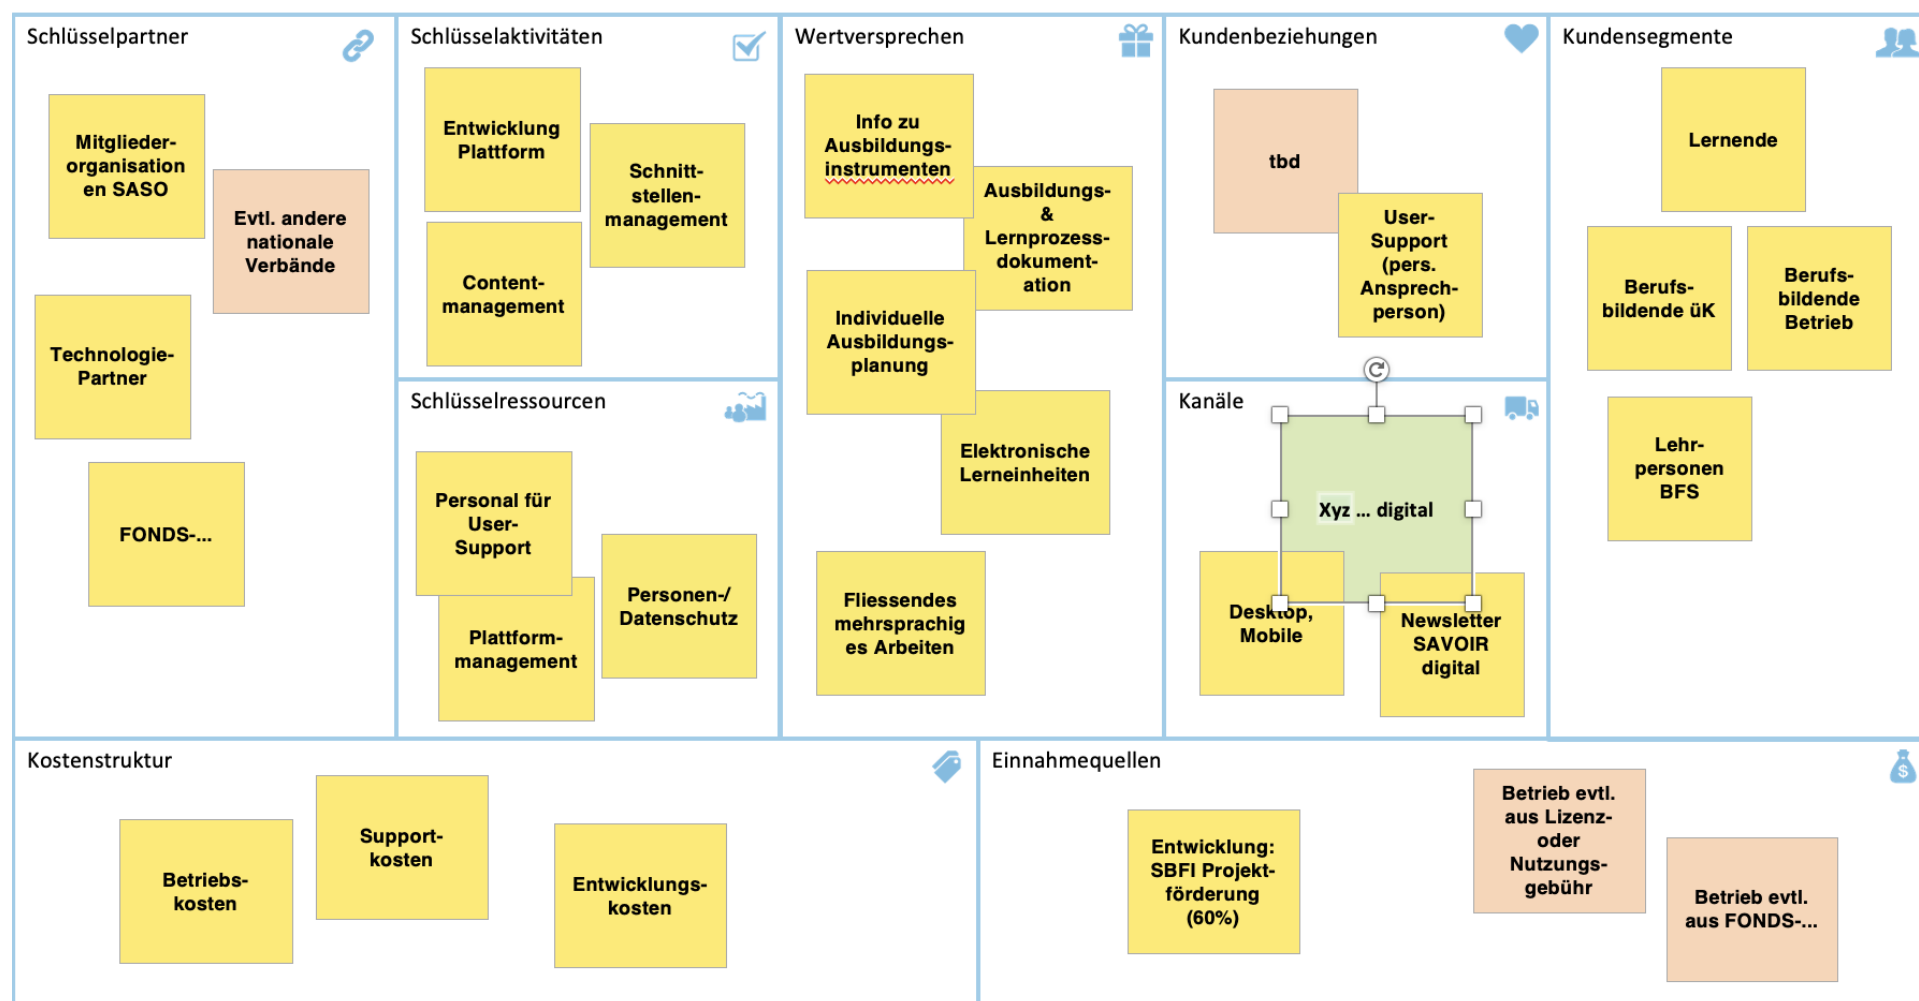 Schlüsselpartner
Mitglieder-
organisation
en SASO
Evtl. andere
nationale
Verbände
Technologie-
Partner
FONDS-...
Schlüsselaktivitäten
Entwicklung
Plattform
Schnitt-
stellen-
management
Content-
management
Schlüsselressourcen
Personal für
User-
Support
Personen-/
Datenschutz
Plattform-
management
Wertversprechen
Info zu
Ausbildungs-
instrumenten
Ausbildungs-
&
Lernprozess-
dokument-
ation
Individuelle
Ausbildungs-
planung
Elektronische
Lerneinheiten
Fliessendes
mehrsprachig
es Arbeiten
Kundenbeziehungen
tbd
User-
Support
(pers.
Ansprech-
person)
Kanäle
Xyz ... digital
Desktop,
Mobile
Newsletter
SAVOIR
digital
Kundensegmente
Lernende
Berufs-
bildende üK
Berufs-
bildende
Betrieb
Lehr-
personen
BFS
Kostenstruktur
Betriebs-
kosten
Support-
kosten
Entwicklungs-
kosten
Einnahmequellen
Entwicklung:
SBFI Projekt-
förderung
(60%)
Betrieb evtl.
aus Lizenz-
oder
Nutzungs-
gebühr
Betrieb evtl.
aus FONDS-...
$